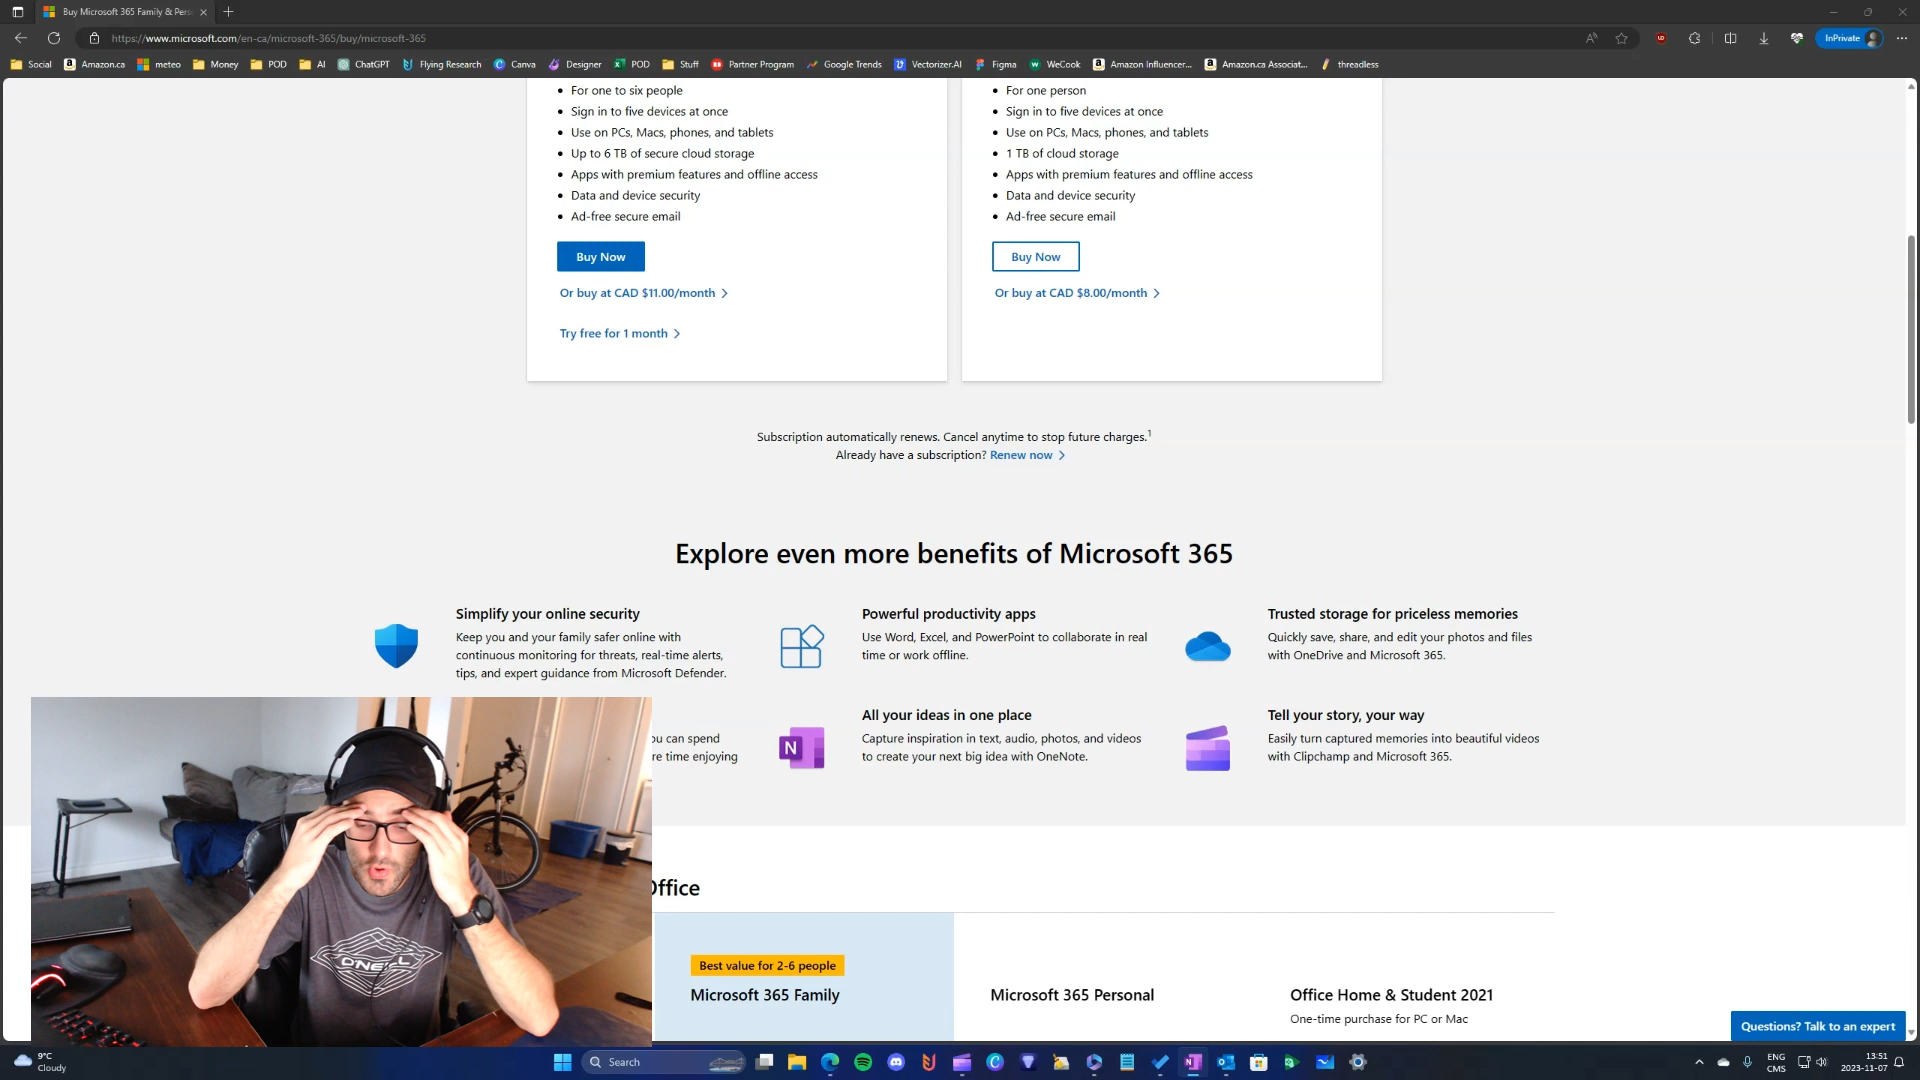 Buy Microsoft 365 Family & Pers
https://www.microsoft.com/en-ca/microsoft-365/buy/microsoft-365
InPrivate
Social
Amazon.ca
meteo
Money
POD
AI
ChatGPT
Flying Research
Canva
Designer
POD
Stuff
Partner Program
Google Trends
Vectorizer.AI
Figma
WeCook
Amazon Influencer...
Amazon.ca Associat...
threadless
• For one to six people
• Sign in to five devices at once
• Use on PCs, Macs, phones, and tablets
• Up to 6 TB of secure cloud storage
• Apps with premium features and offline access
• Data and device security
• Ad-free secure email
Buy Now
Or buy at CAD $11.00/month
Try free for 1 month
• For one person
• Sign in to five devices at once
• Use on PCs, Macs, phones, and tablets
• 1 TB of cloud storage
• Apps with premium features and offline access
• Data and device security
• Ad-free secure email
Buy Now
Or buy at CAD $8.00/month
Subscription automatically renews. Cancel anytime to stop future charges.1
Already have a subscription? Renew now
Explore even more benefits of Microsoft 365
Simplify your online security
Keep you and your family safer online with
continuous monitoring for threats, real-time alerts,
tips, and expert guidance from Microsoft Defender.
Powerful productivity apps
Use Word, Excel, and PowerPoint to collaborate in real
time or work offline.
Trusted storage for priceless memories
Quickly save, share, and edit your photos and files
with OneDrive and Microsoft 365.
can spend
time enjoying
N
All your ideas in one place
Capture inspiration in text, audio, photos, and videos
to create your next big idea with OneNote.
Tell your story, your way
Easily turn captured memories into beautiful videos
with Clipchamp and Microsoft 365.
Office
Best value for 2-6 people
Microsoft 365 Family
Microsoft 365 Personal
Office Home & Student 2021
One-time purchase for PC or Mac
Questions? Talk to an expert
O'NEILL
9°C
Cloudy
Search
ENG
CMS
13:51
2023-11-07